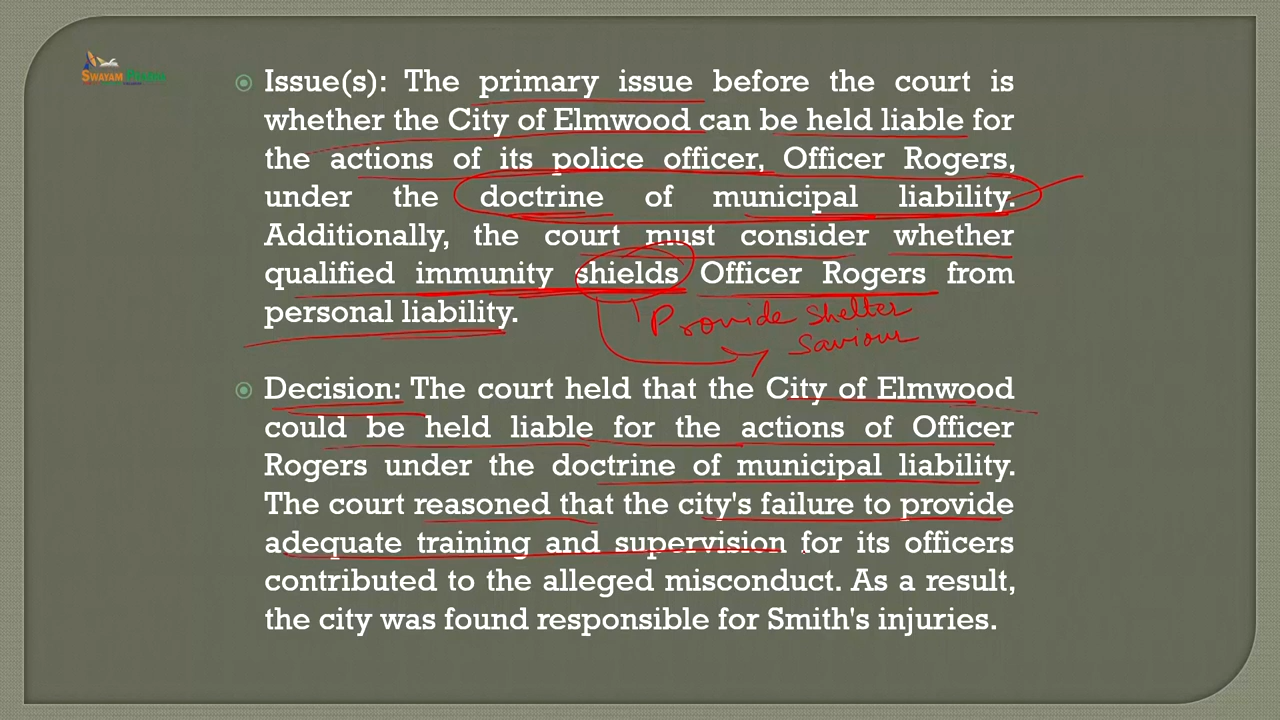 SWAYAM PRABHA
Issue(s): The primary issue before the court is
whether the City of Elmwood can be held liable for
the actions of its police officer, Officer Rogers,
under the doctrine of municipal liability.
Additionally, the court must consider whether
qualified immunity shields Officer Rogers from
personal liability.
Provide shelter
saviour
Decision: The court held that the City of Elmwood
could be held liable for the actions of Officer
Rogers under the doctrine of municipal liability.
The court reasoned that the city's failure to provide
adequate training and supervision for its officers
contributed to the alleged misconduct. As a result,
the city was found responsible for Smith's injuries.